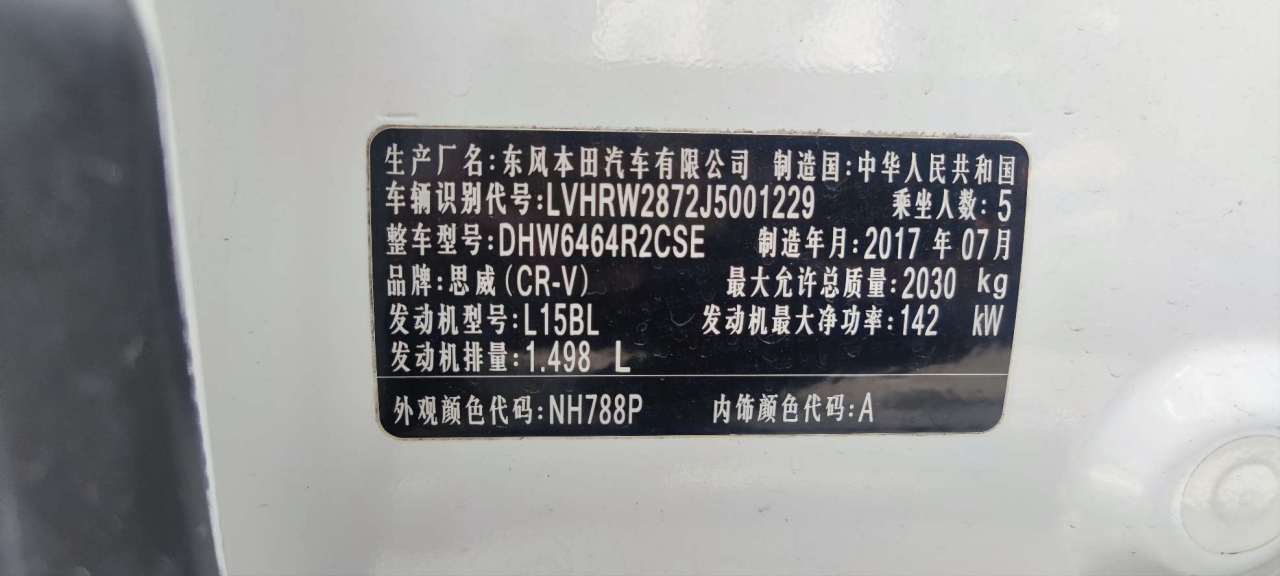 生产厂名:东风本田汽车有限公司 制造国:中华人民共和国
车辆识别代号:LVHRW2872J5001229 乘坐人数:5
整车型号:DHW6464R2CSE 制造年月:2017 年 07 月
品牌:思威(CR-V) 最大允许总质量:2030 kg
发动机型号:L15BL 发动机最大净功率:142 kW
发动机排量:1.498 L
外观颜色代码:NH788P 内饰颜色代码:A